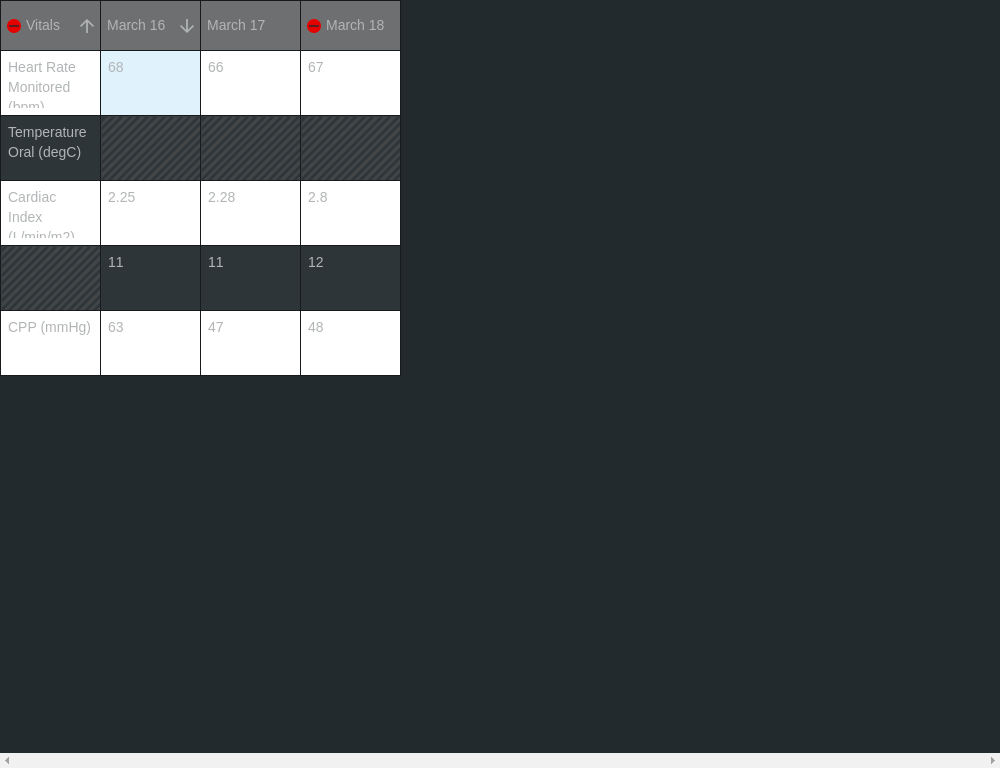 Vitals March 16 March 17 March 18
Heart Rate
Monitored
(bpm)
68 66 67
Temperature
Oral (degC)
Cardiac
Index
(L/min/m2)
2.25 2.28 2.8
11 11 12
CPP (mmHg) 63 47 48